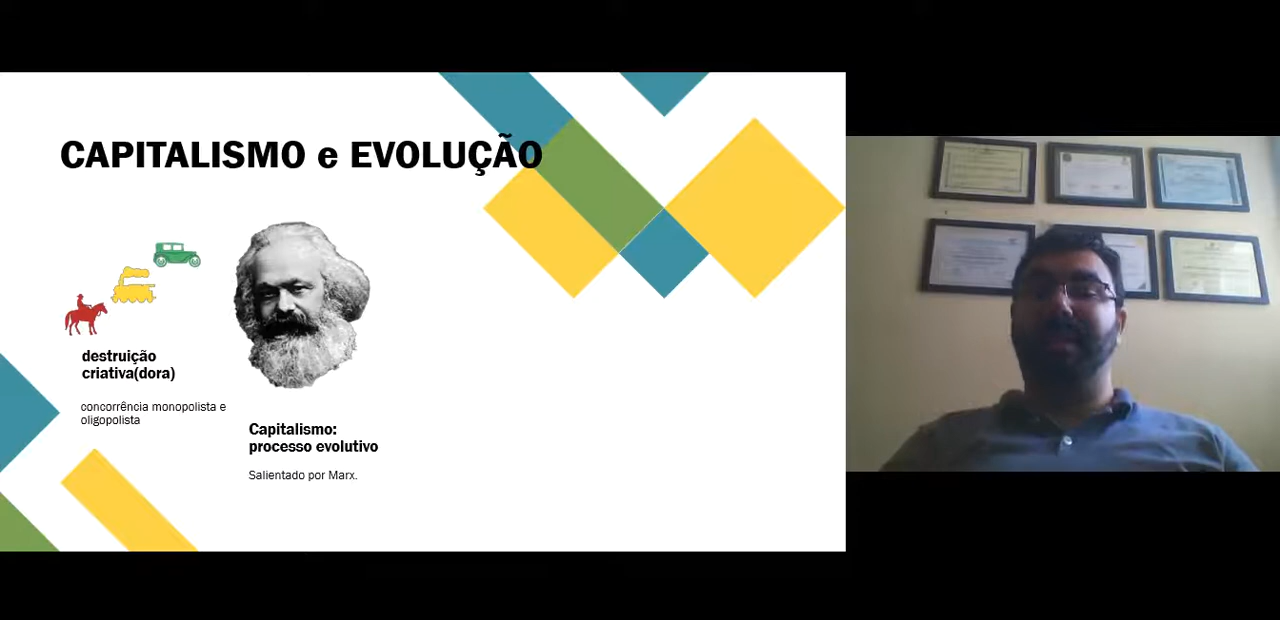 CAPITALISMO e EVOLUÇÃO
destruição
criativa(dora)
concorrência monopolista e
oligopolista
Capitalismo:
processo evolutivo
Salientado por Marx.